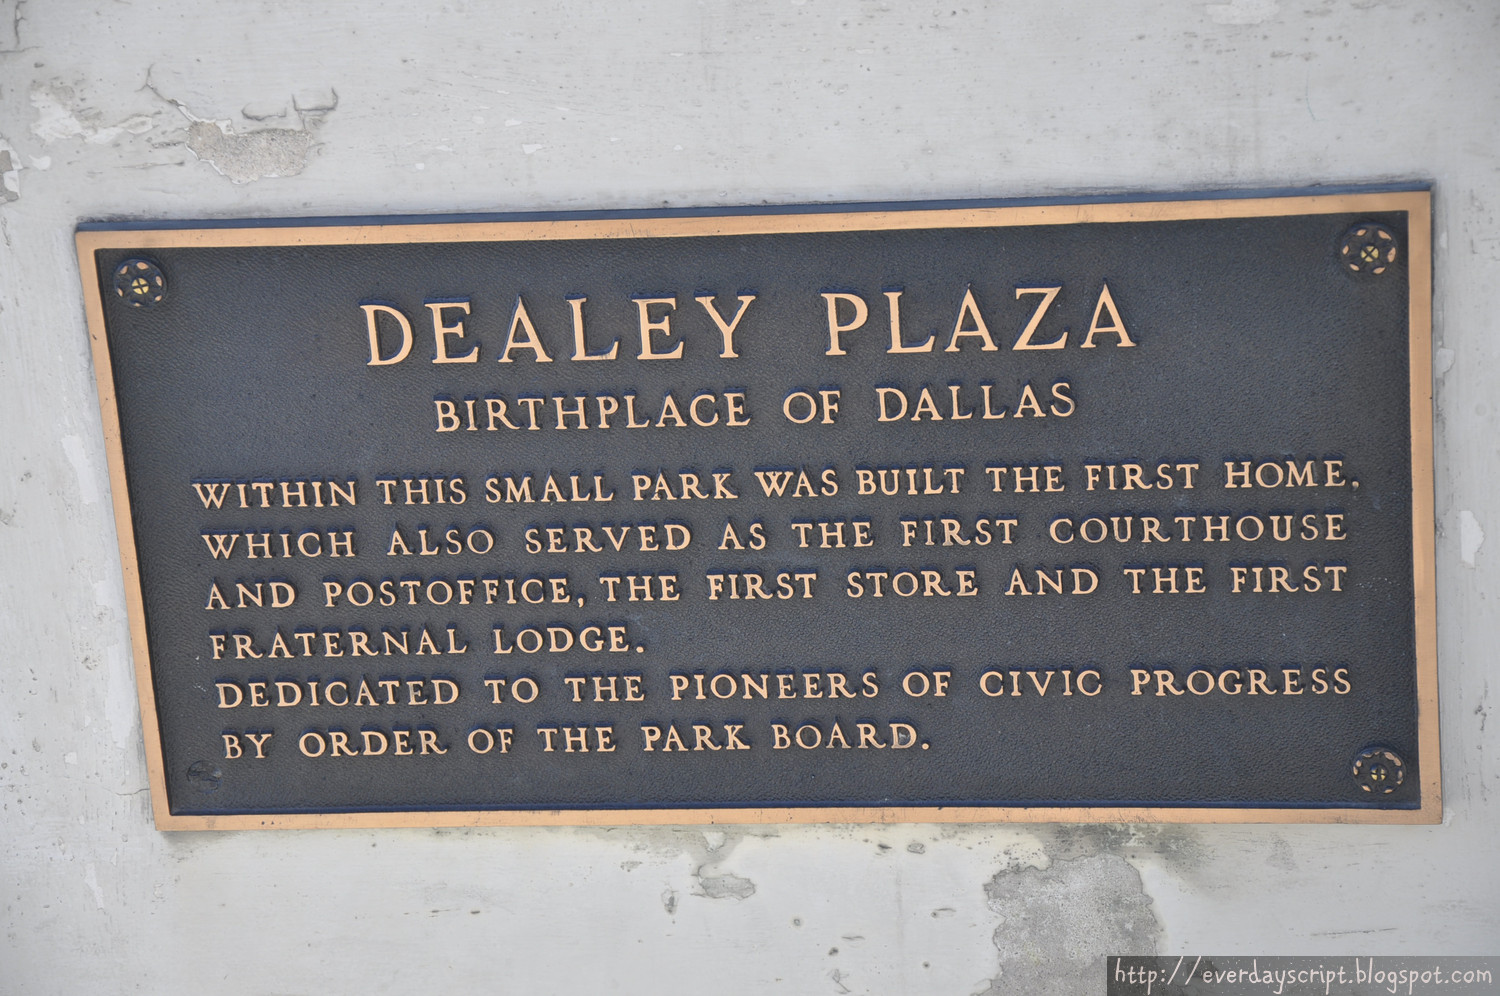 DEALEY PLAZA
BIRTHPLACE OF DALLAS
WITHIN THIS SMALL PARK WAS BUILT THE FIRST HOME,
WHICH ALSO SERVED AS THE FIRST COURTHOUSE
AND POSTOFFICE, THE FIRST STORE AND THE FIRST
FRATERNAL LODGE.
DEDICATED TO THE PIONEERS OF CIVIC PROGRESS
BY ORDER OF THE PARK BOARD.
http://everdayscript.blogspot.com